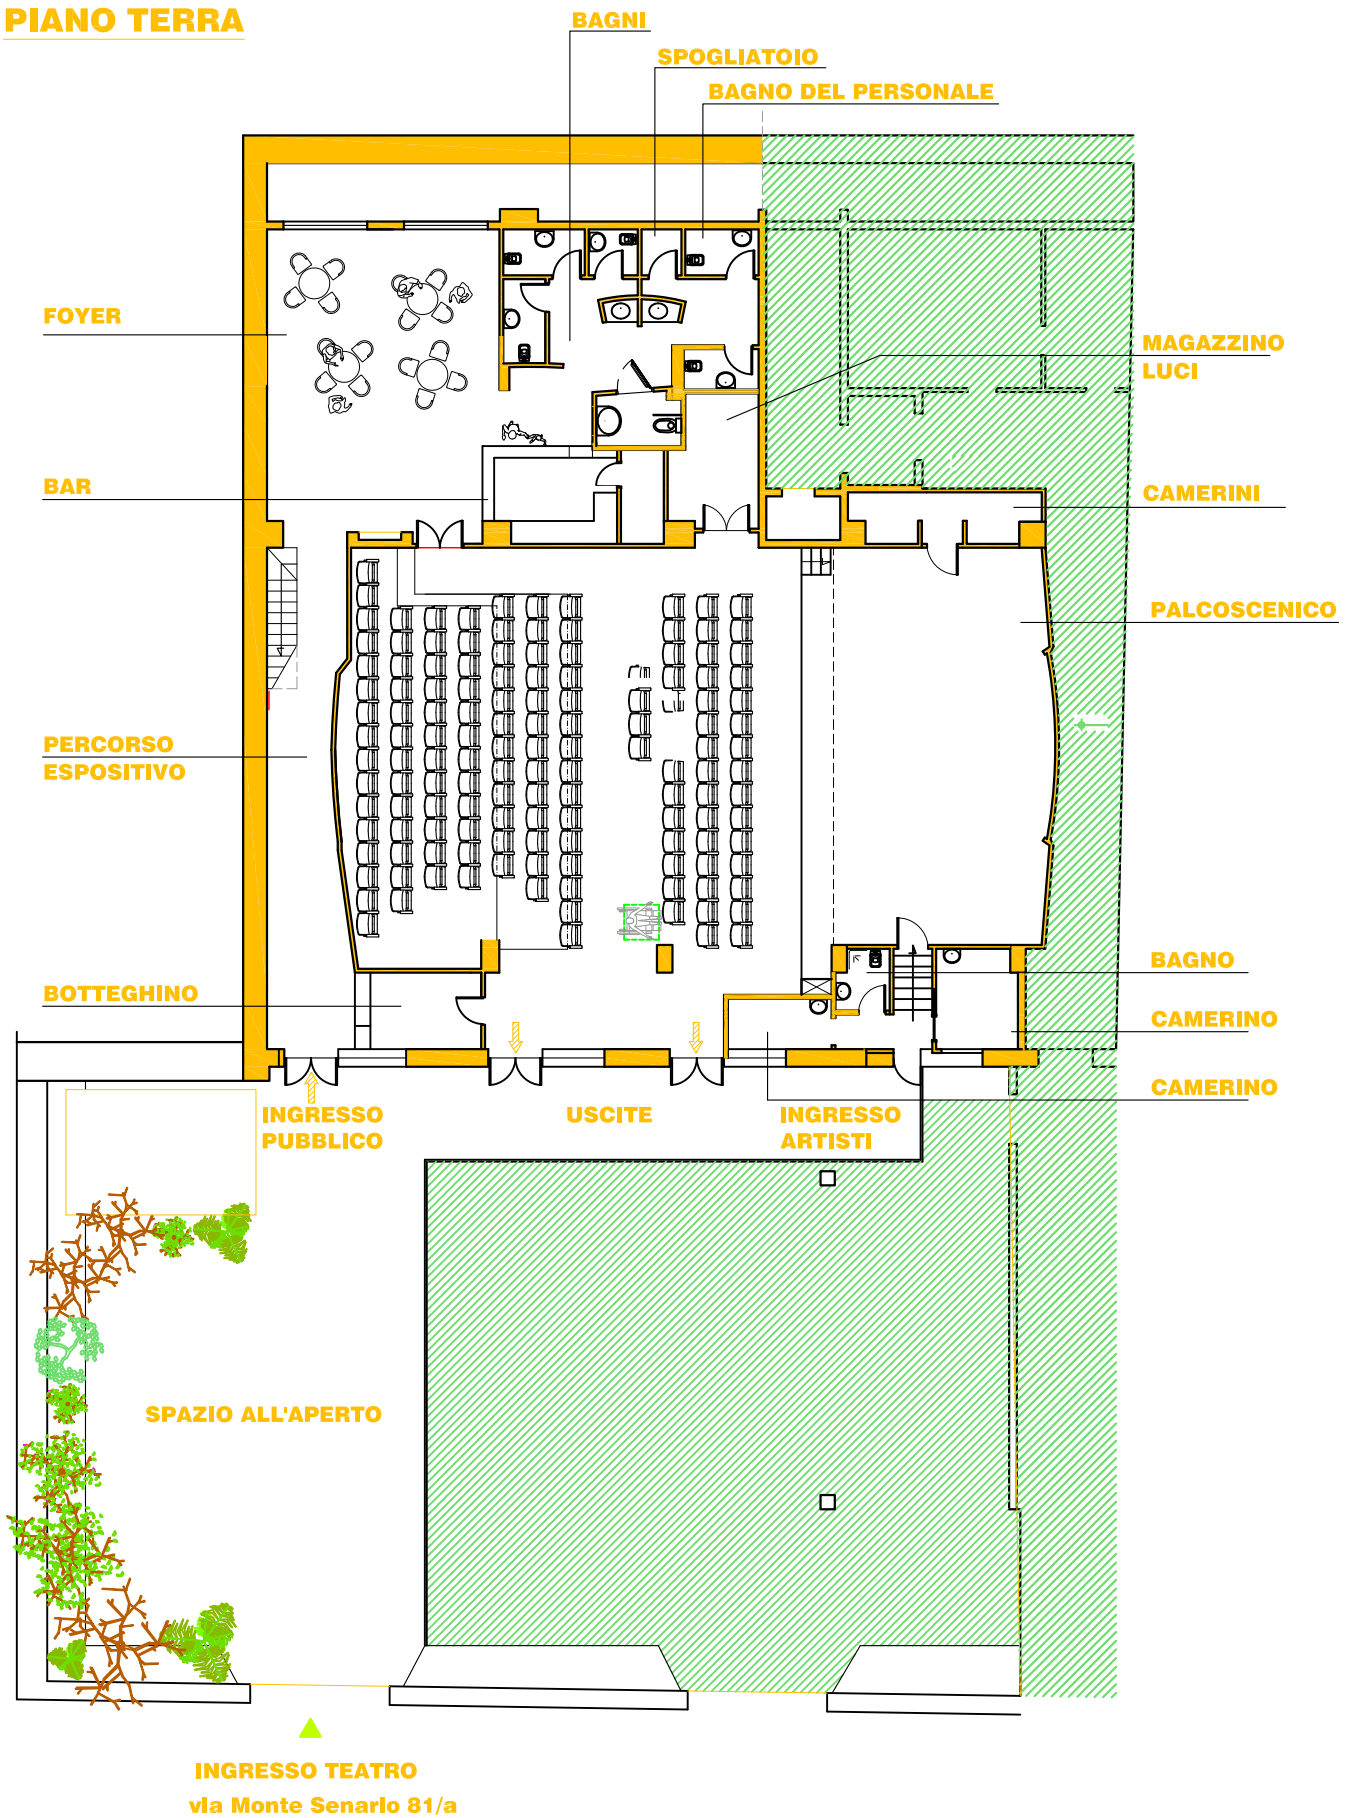 PIANO TERRA
BAGNI
SPOGLIATOIO
BAGNO DEL PERSONALE
FOYER
MAGAZZINO
LUCI
BAR
CAMERINI
PALCOSCENICO
PERCORSO
ESPOSITIVO
BAGNO
BOTTEGHINO
CAMERINO
CAMERINO
INGRESSO
PUBBLICO
USCITE
INGRESSO
ARTISTI
SPAZIO ALL'APERTO
INGRESSO TEATRO
via Monte Senario 81/a